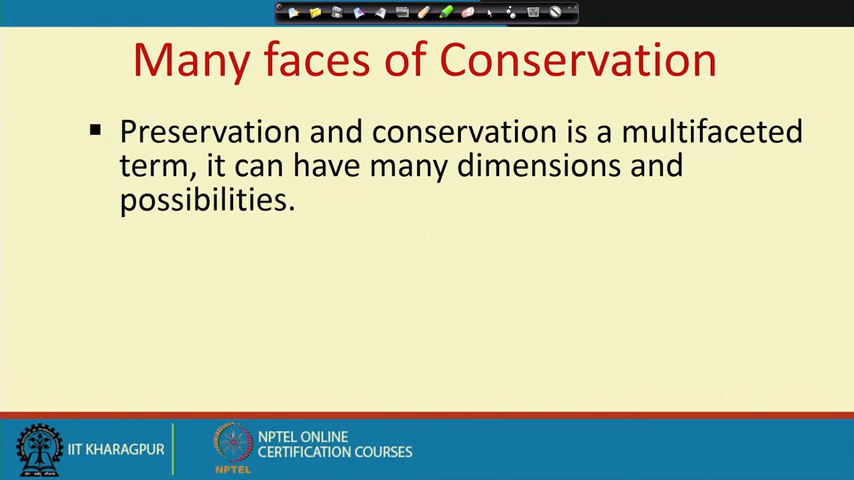 Many faces of Conservation
▪ Preservation and conservation is a multifaceted
term, it can have many dimensions and
possibilities.
IIT KHARAGPUR
NPTEL ONLINE
CERTIFICATION COURSES
NPTEL